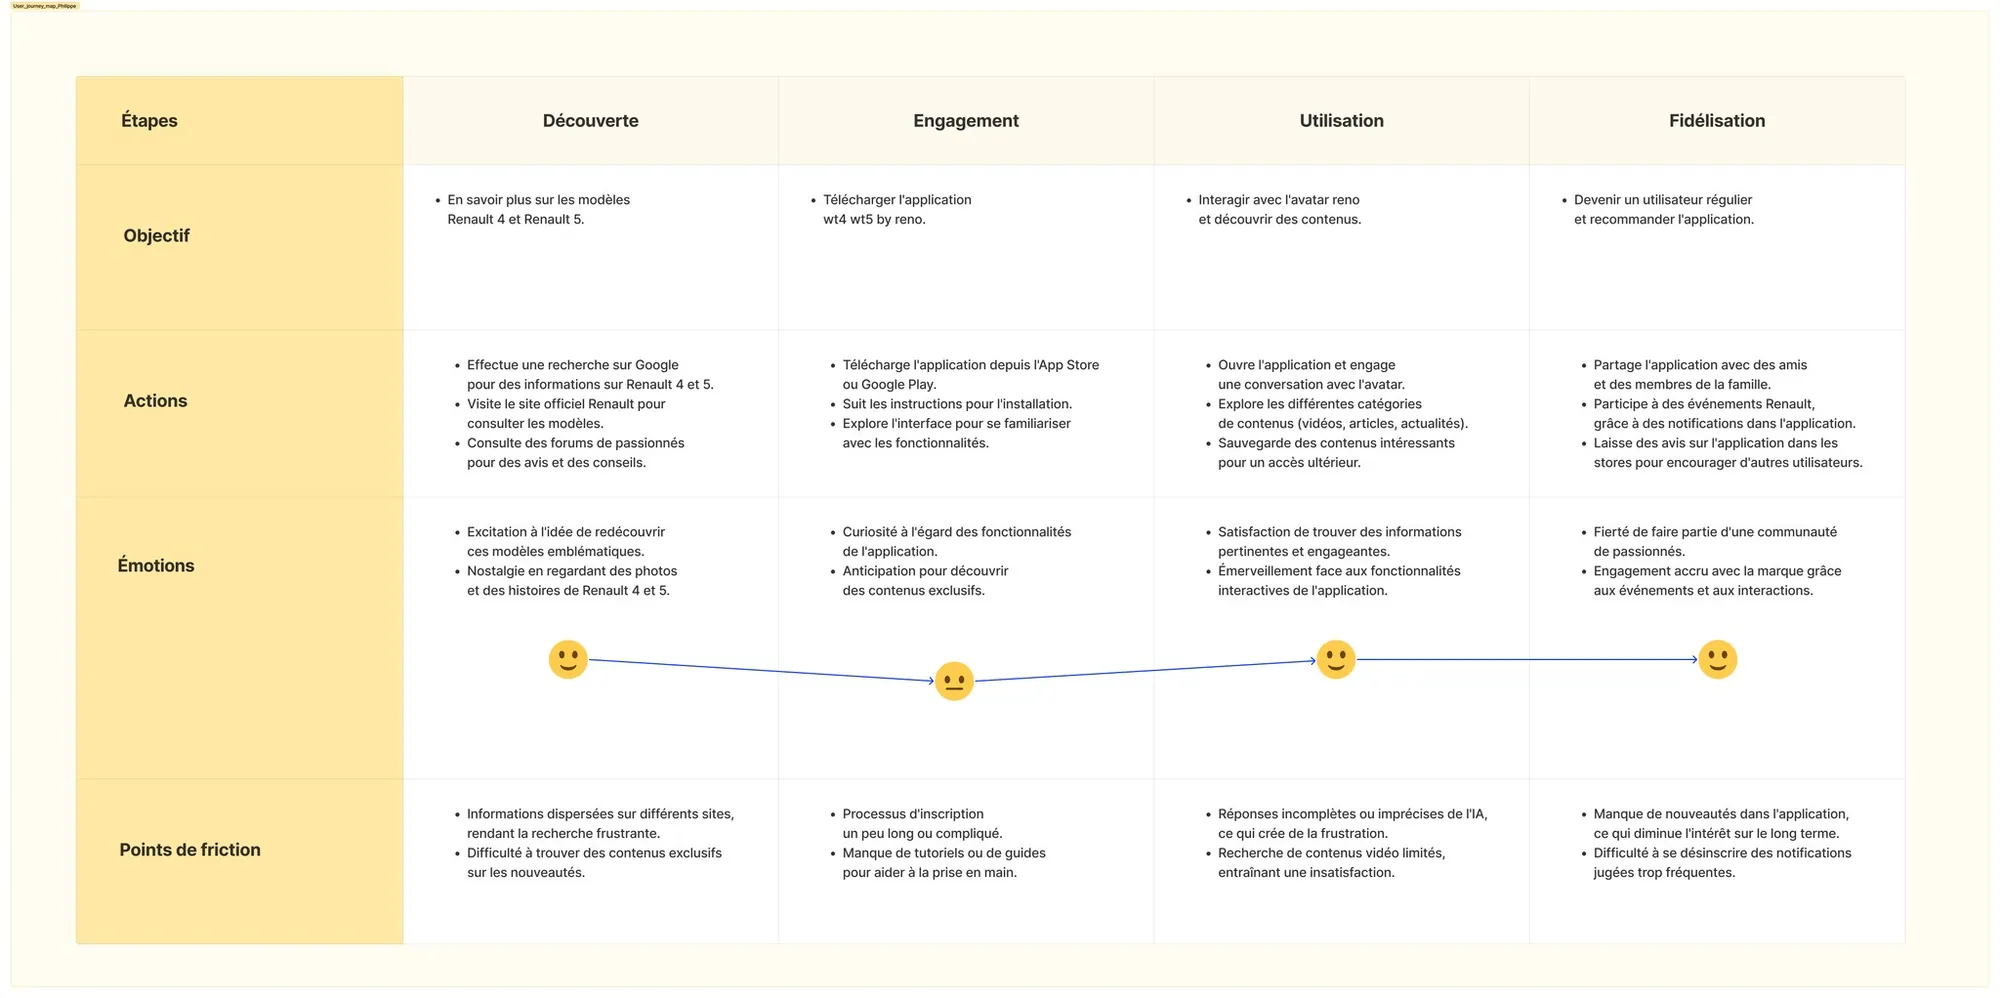 User_journey_map_Philippe
Étapes
Découverte
Engagement
Utilisation
Fidélisation
Objectif
• En savoir plus sur les modèles
Renault 4 et Renault 5.
• Télécharger l'application
wt4 wt5 by reno.
• Interagir avec l'avatar reno
et découvrir des contenus.
• Devenir un utilisateur régulier
et recommander l'application.
Actions
• Effectue une recherche sur Google
pour des informations sur Renault 4 et 5.
• Visite le site officiel Renault pour
consulter les modèles.
• Consulte des forums de passionnés
pour des avis et des conseils.
• Télécharge l'application depuis l'App Store
ou Google Play.
• Suit les instructions pour l'installation.
• Explore l'interface pour se familiariser
avec les fonctionnalités.
• Ouvre l'application et engage
une conversation avec l'avatar.
• Explore les différentes catégories
de contenu (vidéos, articles, actualités).
• Sauvegarde des contenus intéressants
pour un accès ultérieur.
• Partage l'application avec des amis
et des membres de la famille.
• Participe à des événements Renault,
grâce à des notifications dans l'application.
• Laisse des avis sur l'application dans les
stores pour encourager d'autres utilisateurs.
Émotions
• Excitation à l'idée de redécouvrir
ces modèles emblématiques.
• Nostalgie en regardant des photos
et des histoires de Renault 4 et 5.
• Curiosité à l'égard des fonctionnalités
de l'application.
• Anticipation pour découvrir
des contenus exclusifs.
• Satisfaction de trouver des informations
pertinentes et engageantes.
• Émerveillement face aux fonctionnalités
interactives de l'application.
• Fierté de faire partie d'une communauté
de passionnés.
• Engagement accru avec la marque grâce
aux événements et aux interactions.
Points de friction
• Informations dispersées sur différents sites,
rendant la recherche frustrante.
• Difficulté à trouver des contenus exclusifs
sur les nouveautés.
• Processus d'inscription
un peu long ou compliqué.
• Manque de tutoriels ou de guides
pour aider à la prise en main.
• Réponses incomplètes ou imprécises de l'IA,
ce qui crée de la frustration.
• Recherche de contenus vidéo limités,
entraînant une insatisfaction.
• Manque de nouveautés dans l'application,
ce qui diminue l'intérêt sur le long terme.
• Difficulté à se désinscrire des notifications
jugées trop fréquentes.